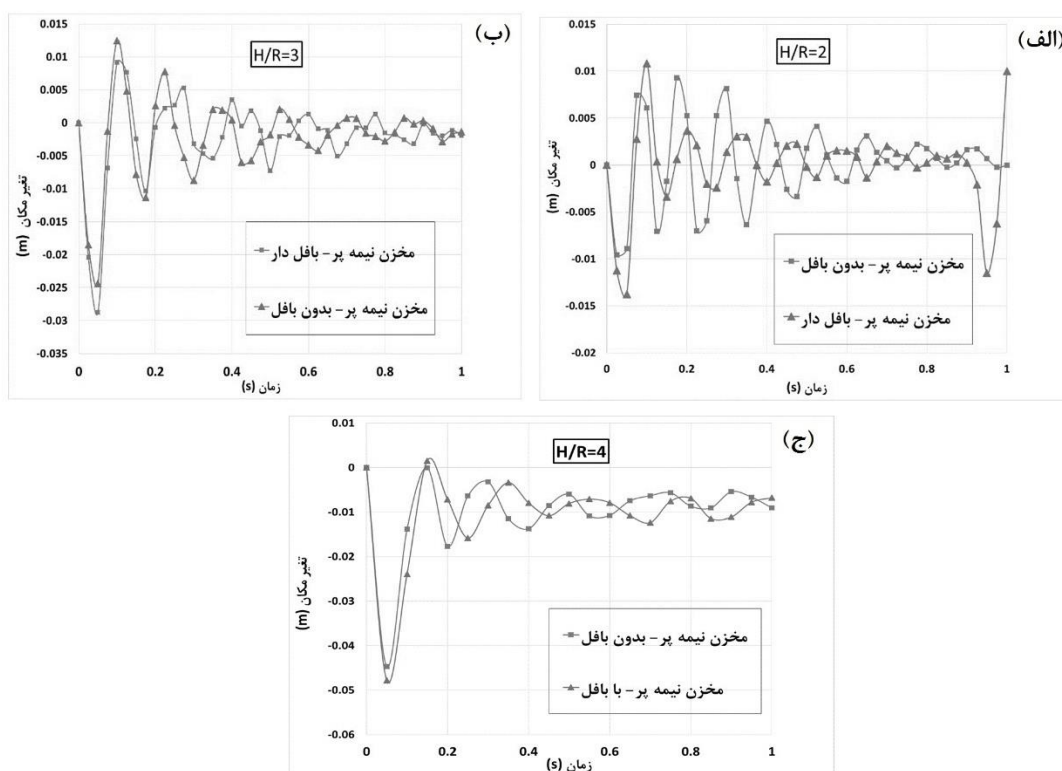 (الف)
H/R=2
0.015
0.01
0.005
0
-0.005
-0.01
-0.015
-0.02
0
0.2
0.4
0.6
0.8
1
تغیر مکان (m)
زمان (s)
مخزن نیمه پر – بدون بافل
مخزن نیمه پر – بافل دار
(ب)
H/R=3
0.015
0.01
0.005
0
-0.005
-0.01
-0.015
-0.02
-0.025
-0.03
-0.035
0
0.2
0.4
0.6
0.8
1
تغیر مکان (m)
زمان (s)
مخزن نیمه پر – بافل دار
مخزن نیمه پر – بدون بافل
(ج)
H/R=4
0.01
0
-0.01
-0.02
-0.03
-0.04
-0.05
-0.06
0
0.2
0.4
0.6
0.8
1
تغیر مکان (m)
زمان (s)
مخزن نیمه پر – بدون بافل
مخزن نیمه پر – با بافل